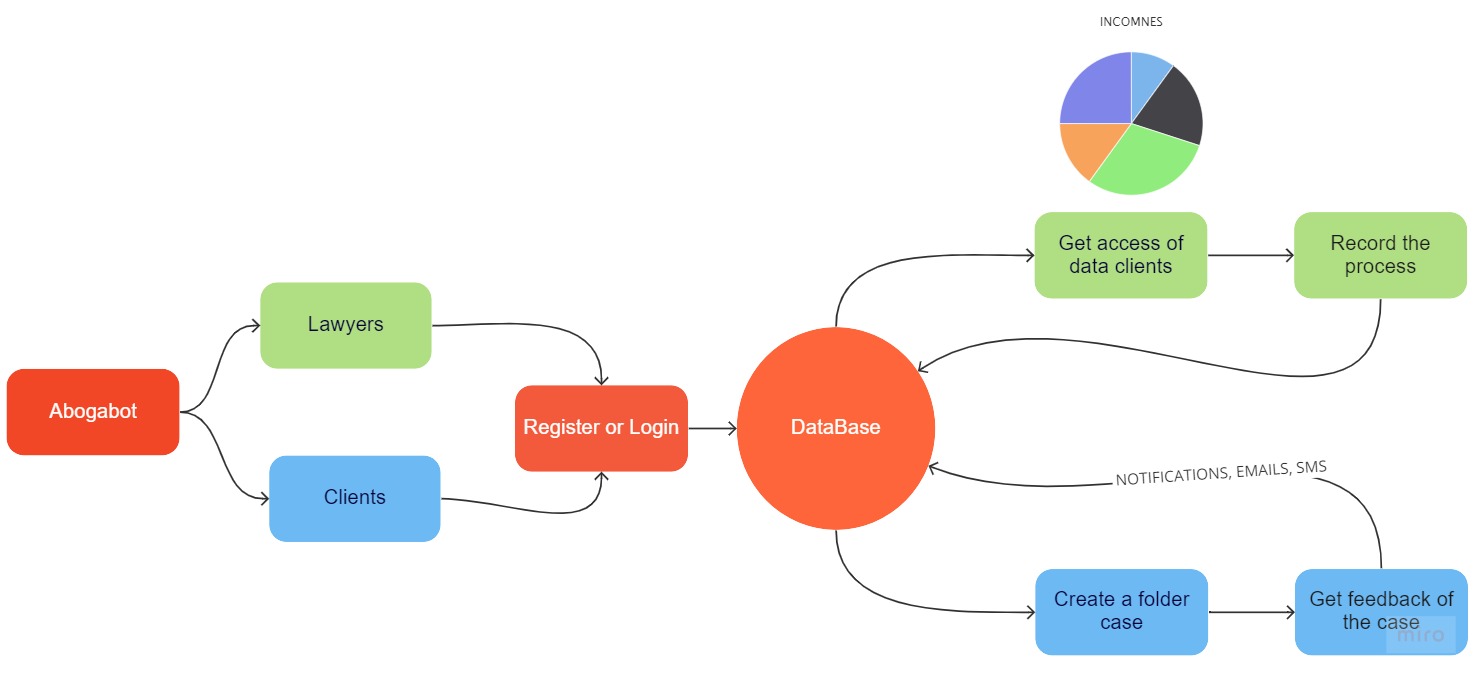 INCOMNES
Get access of
data clients
Record the
process
Lawyers
Abogabot
Register or Login
DataBase
Clients
NOTIFICATIONS, EMAILS, SMS
Create a folder
case
Get feedback of
the case
miro